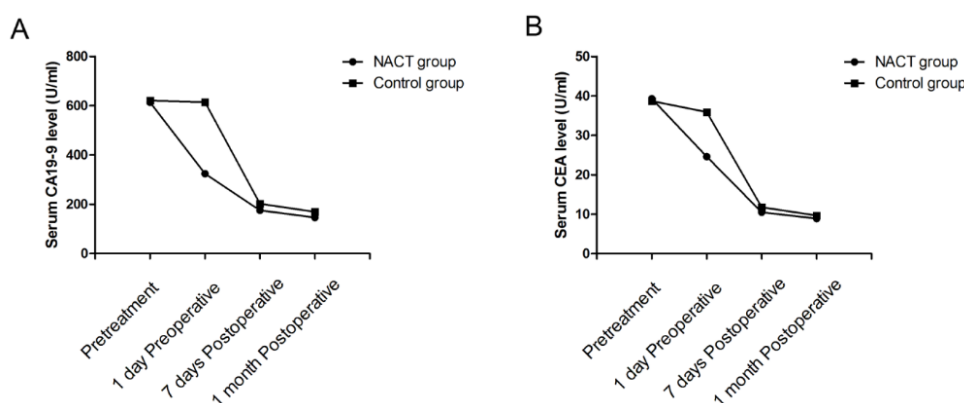 A
Serum CA19-9 level (U/ml)
800
600
400
200
0
NACT group
Control group
Pretreatment
1 day Preoperative
7 days Postoperative
1 month Postoperative
B
Serum CEA level (U/ml)
50
40
30
20
10
0
NACT group
Control group
Pretreatment
1 day Preoperative
7 days Postoperative
1 month Postoperative